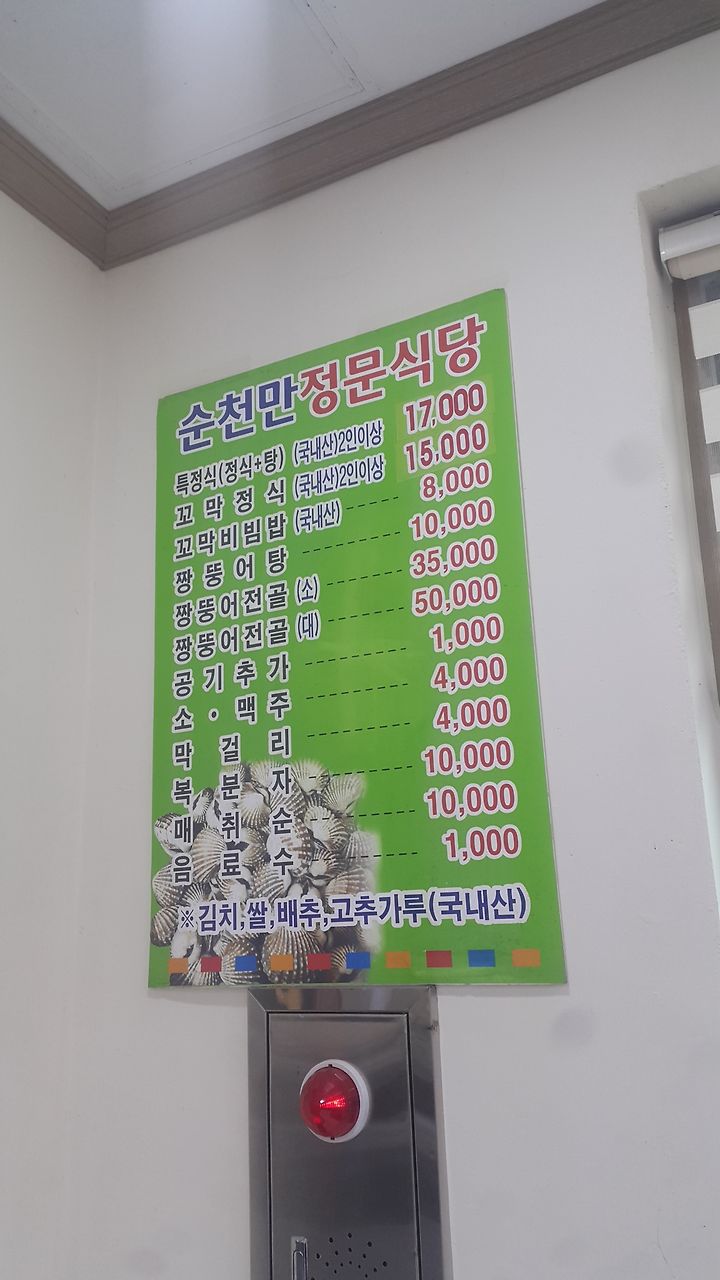 순천만정문식당
특정식(정식+탕) (국내산)2인이상 17,000
꼬막정식 (국내산)2인이상 15,000
꼬막비빔밥 (국내산) 8,000
짱뚱어탕 10,000
짱뚱어전골 (소) 35,000
짱뚱어전골 (대) 50,000
공기추가 1,000
소·맥주 4,000
막걸리 4,000
복분자 10,000
매취순 10,000
음료수 1,000
※김치,쌀,배추,고추가루(국내산)